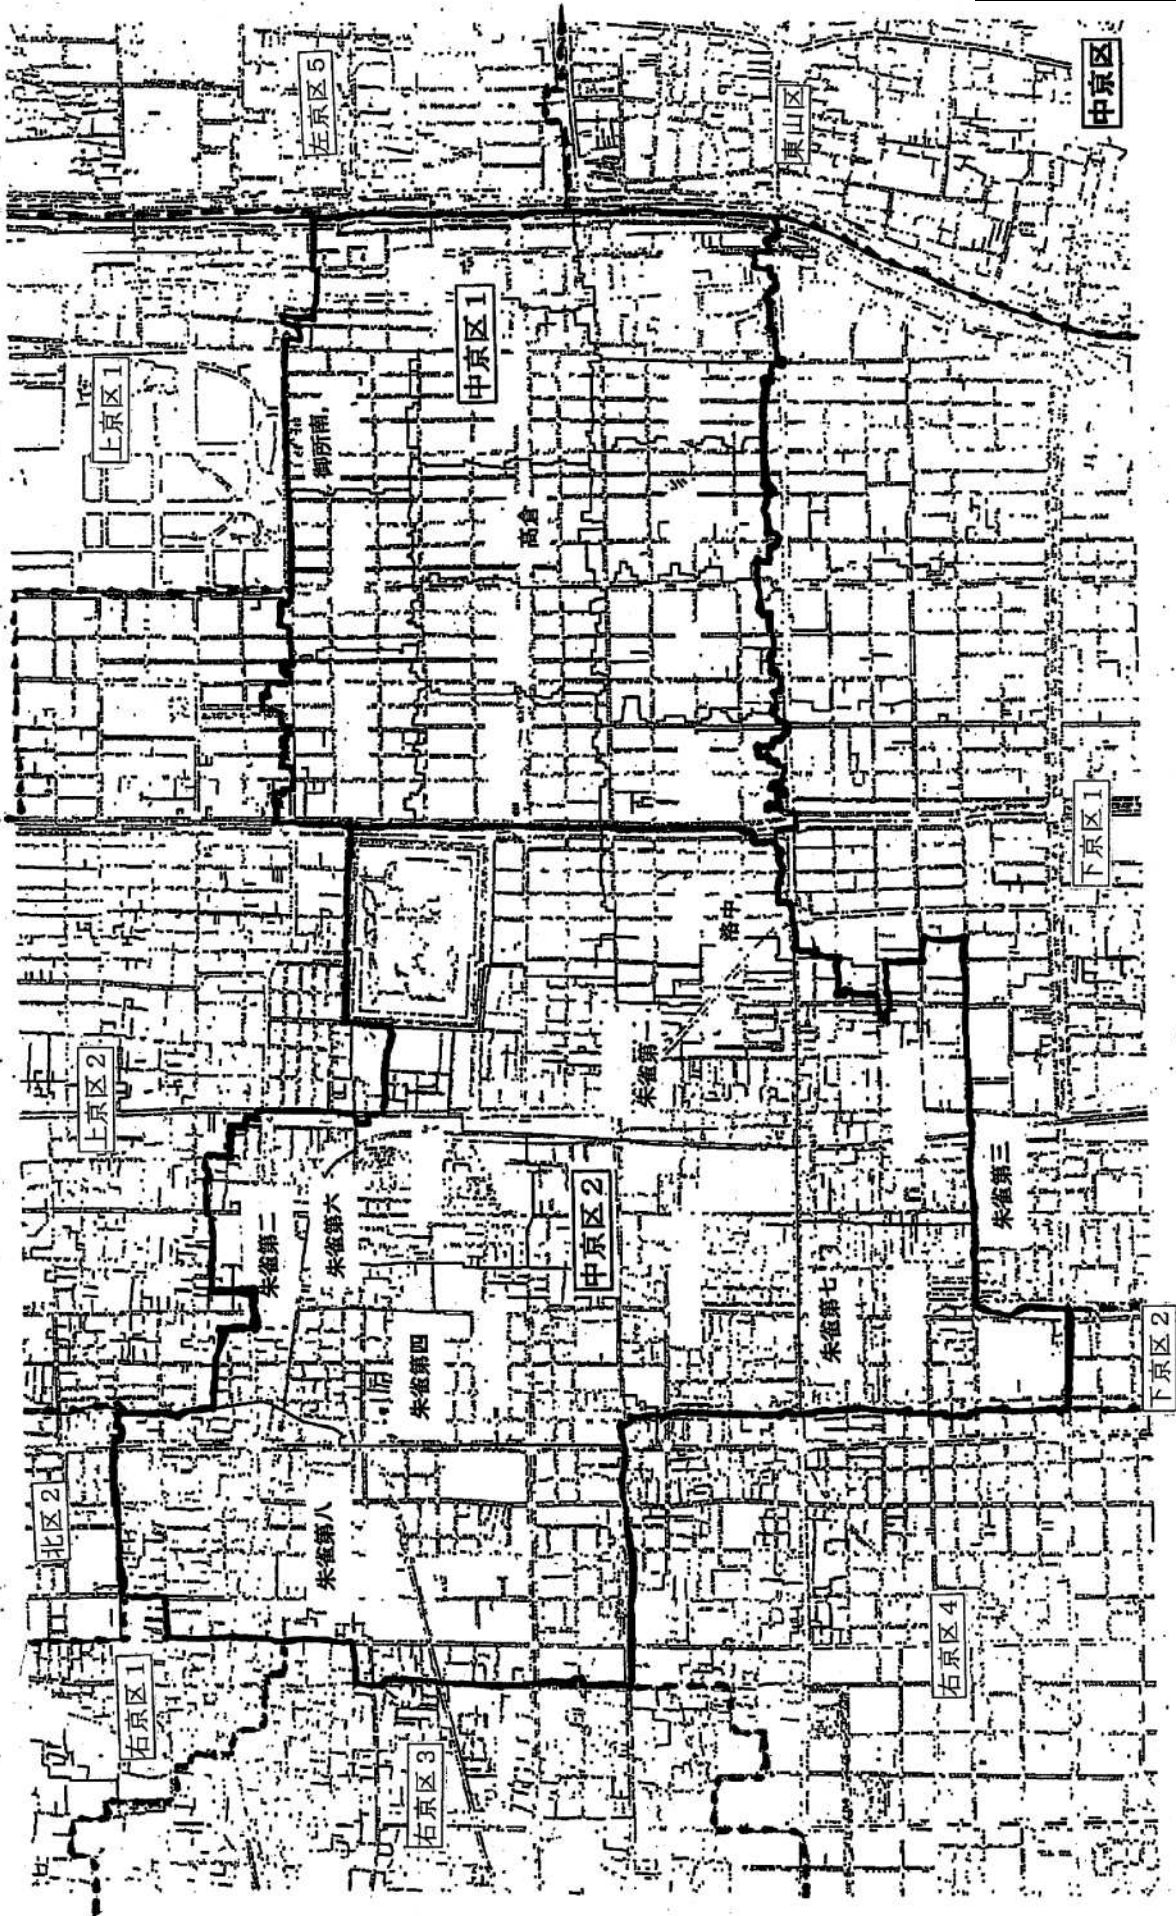 中京区
左京区5
東山区
上京区1
中京区1
御所南
高倉
下京区1
洛中
上京区2
朱雀第一
朱雀第三
中京区2
朱雀第二
朱雀第六
朱雀第七
朱雀第四
下京区2
北区2
朱雀第八
右京区4
右京区1
右京区3